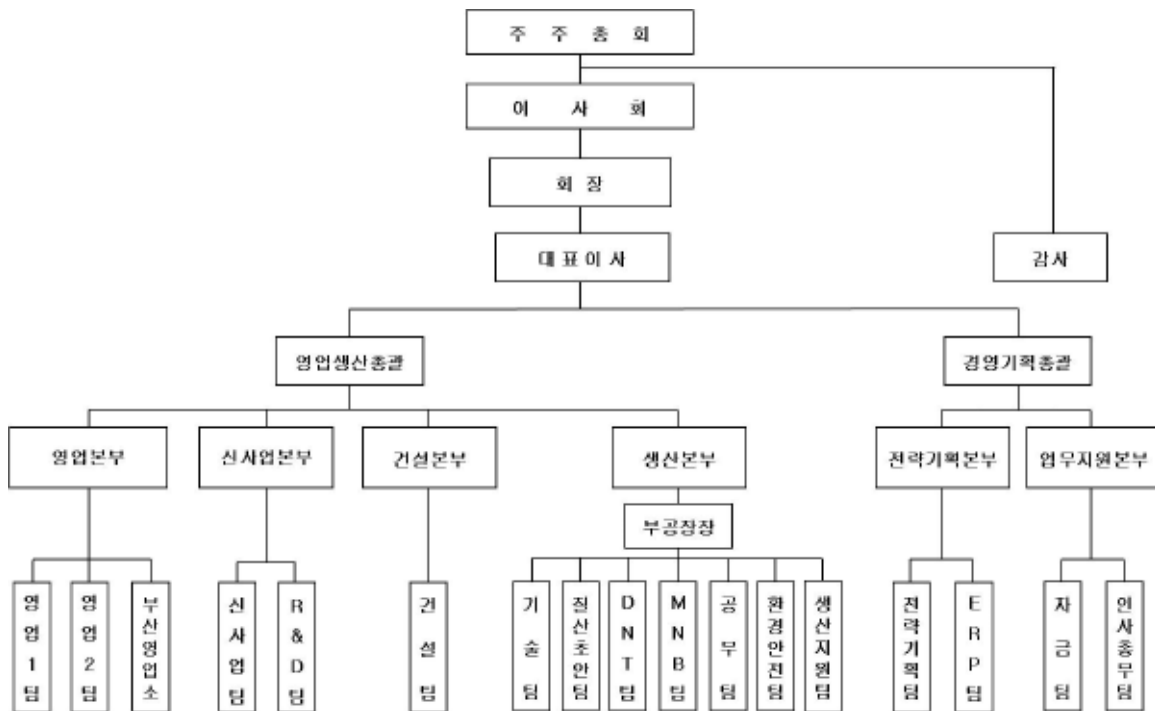 주 주 총 회
이 사 회
회 장
대 표 이 사
감 사
영업생산총괄
경영기획총괄
영업본부
신사업본부
건설본부
생산본부
전략기획본부
업무지원본부
부공장장
영업1팀
영업2팀
부산영업소
신사업팀
R&D팀
건설팀
기술팀
질산초안팀
DNT팀
MNB팀
공무팀
환경안전팀
생산지원팀
전략기획팀
ERP팀
자금팀
인사총무팀